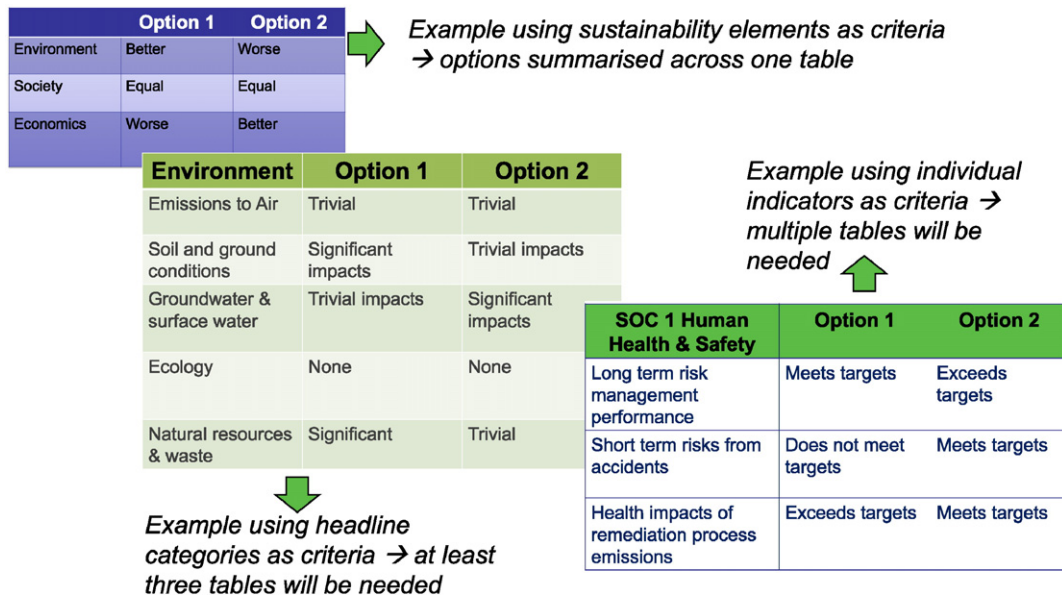 Option 1 Option 2
Environment Better Worse
Society Equal Equal
Economics Worse Better
Example using sustainability elements as criteria
→ options summarised across one table
Environment Option 1 Option 2
Emissions to Air Trivial Trivial
Soil and ground Significant Trivial impacts
conditions impacts
Groundwater & Trivial impacts Significant
surface water impacts
Ecology None None
Natural resources Significant Trivial
& waste
Example using headline
categories as criteria → at least
three tables will be needed
Example using individual
indicators as criteria →
multiple tables will be
needed
SOC 1 Human Option 1 Option 2
Health & Safety
Long term risk Meets targets Exceeds
management targets
performance
Short term risks from Does not meet Meets targets
accidents targets
Health impacts of Exceeds targets Meets targets
remediation process
emissions